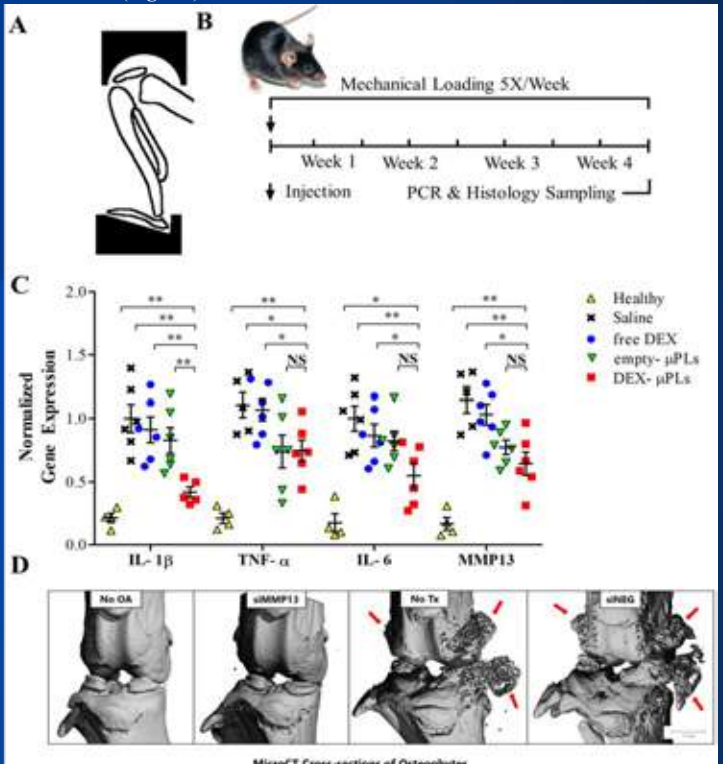 A
B
Mechanical Loading 5X/Week
Week 1 Week 2 Week 3 Week 4
Injection PCR & Histology Sampling
C
Normalized
Gene Expression
2.0
1.5
1.0
0.5
0.0
** ** * **
** * ** **
** * * *
** NS NS NS
Healthy
Saline
free DEX
empty- µPLs
DEX- µPLs
IL- 1β TNF- α IL- 6 MMP13
D
No OA siMMP13 No Tx siNEG
MicroCT Cross-sections of Osteophytes